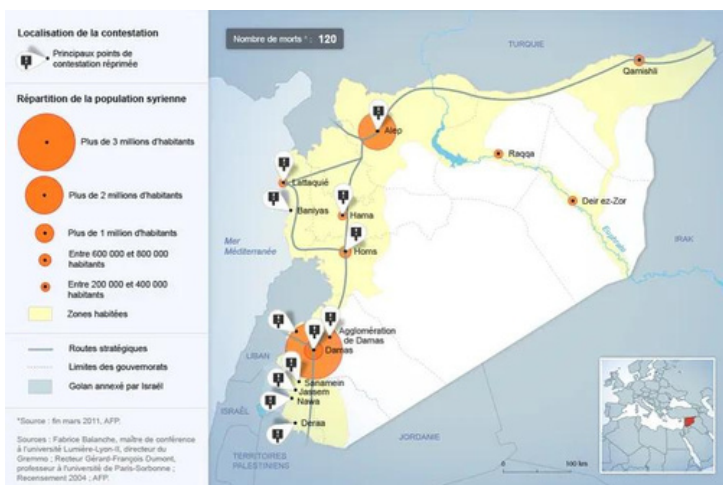 Localisation de la contestation
Principaux points de
contestation réprimée
Répartition de la population syrienne
Plus de 3 millions d'habitants
Plus de 2 millions d'habitants
Plus de 1 million d'habitants
Entre 600 000 et 800 000
habitants
Entre 200 000 et 400 000
habitants
Zones habitées
Routes stratégiques
Limites des gouvernorats
Golan annexé par Israël
*Source : fin mars 2011, AFP.
Sources : Fabrice Balanche, maître de conférence
à l'université Lumière-Lyon-II, directeur du
Gremmo ; Recteur Gérard-François Dumont,
professeur à l'université de Paris-Sorbonne ;
Recensement 2004 ; AFP.
Nombre de morts * : 120
TURQUIE
Qamishli
Alep
Raqqa
Lattaquié
Deir ez-Zor
Baniyas
Hama
Mer
Méditerranée
Homs
Euphrate
IRAK
Agglomération
de Damas
Damas
LIBAN
Sanamein
Jassem
Nawa
ISRAËL
Deraa
JORDANIE
TERRITOIRES
PALESTINIENS
0
100 km